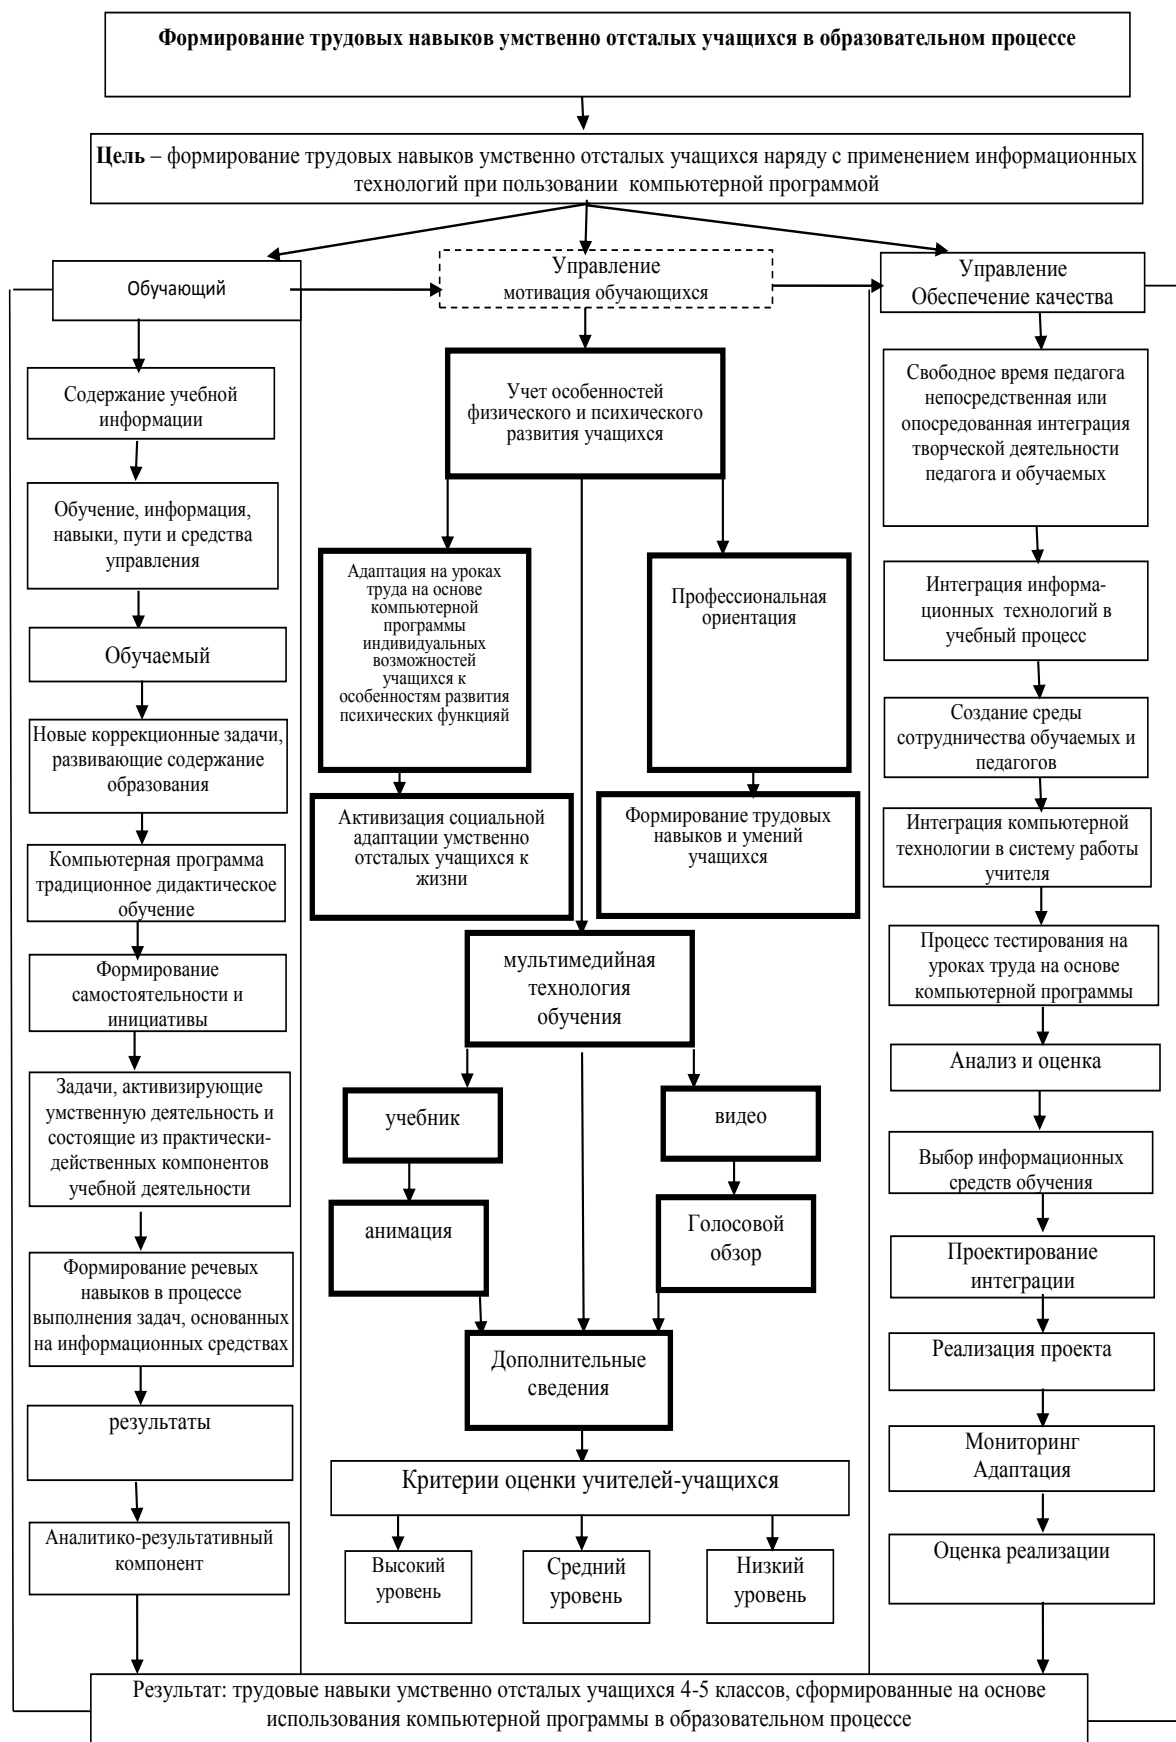 Формирование трудовых навыков умственно отсталых учащихся в образовательном процессе
Цель – формирование трудовых навыков умственно отсталых учащихся наряду с применением информационных
технологий при пользовании компьютерной программой
Обучающий
Управление
мотивация обучающихся
Управление
Обеспечение качества
Содержание учебной
информации
Обучение, информация,
навыки, пути и средства
управления
Обучаемый
Новые коррекционные задачи,
развивающие содержание
образования
Компьютерная программа
традиционное дидактическое
обучение
Формирование
самостоятельности и
инициативы
Задачи, активизирующие
умственную деятельность и
состоящие из практически-
действенных компонентов
учебной деятельности
Формирование речевых
навыков в процессе
выполнения задач, основанных
на информационных средствах
результаты
Аналитико-результативный
компонент
Учет особенностей
физического и психического
развития учащихся
Адаптация на уроках
труда на основе
компьютерной
программы
индивидуальных
возможностей
учащихся к
особенностям развития
психических функцияй
Профессиональная
ориентация
Активизация социальной
адаптации умственно
отсталых учащихся к
жизни
Формирование трудовых
навыков и умений
учащихся
мультимедийная
технология
обучения
учебник
видео
анимация
Голосовой
обзор
Дополнительные
сведения
Критерии оценки учителей-учащихся
Высокий
уровень
Средний
уровень
Низкий
уровень
Свободное время педагога
непосредственная или
опосредованная интеграция
творческой деятельности
педагога и обучаемых
Интеграция информа-
ционных технологий в
учебный процесс
Создание среды
сотрудничества обучаемых и
педагогов
Интеграция компьютерной
технологии в систему работы
учителя
Процесс тестирования на
уроках труда на основе
компьютерной программы
Анализ и оценка
Выбор информационных
средств обучения
Проектирование
интеграции
Реализация проекта
Мониторинг
Адаптация
Оценка реализации
Результат: трудовые навыки умственно отсталых учащихся 4-5 классов, сформированные на основе
использования компьютерной программы в образовательном процессе